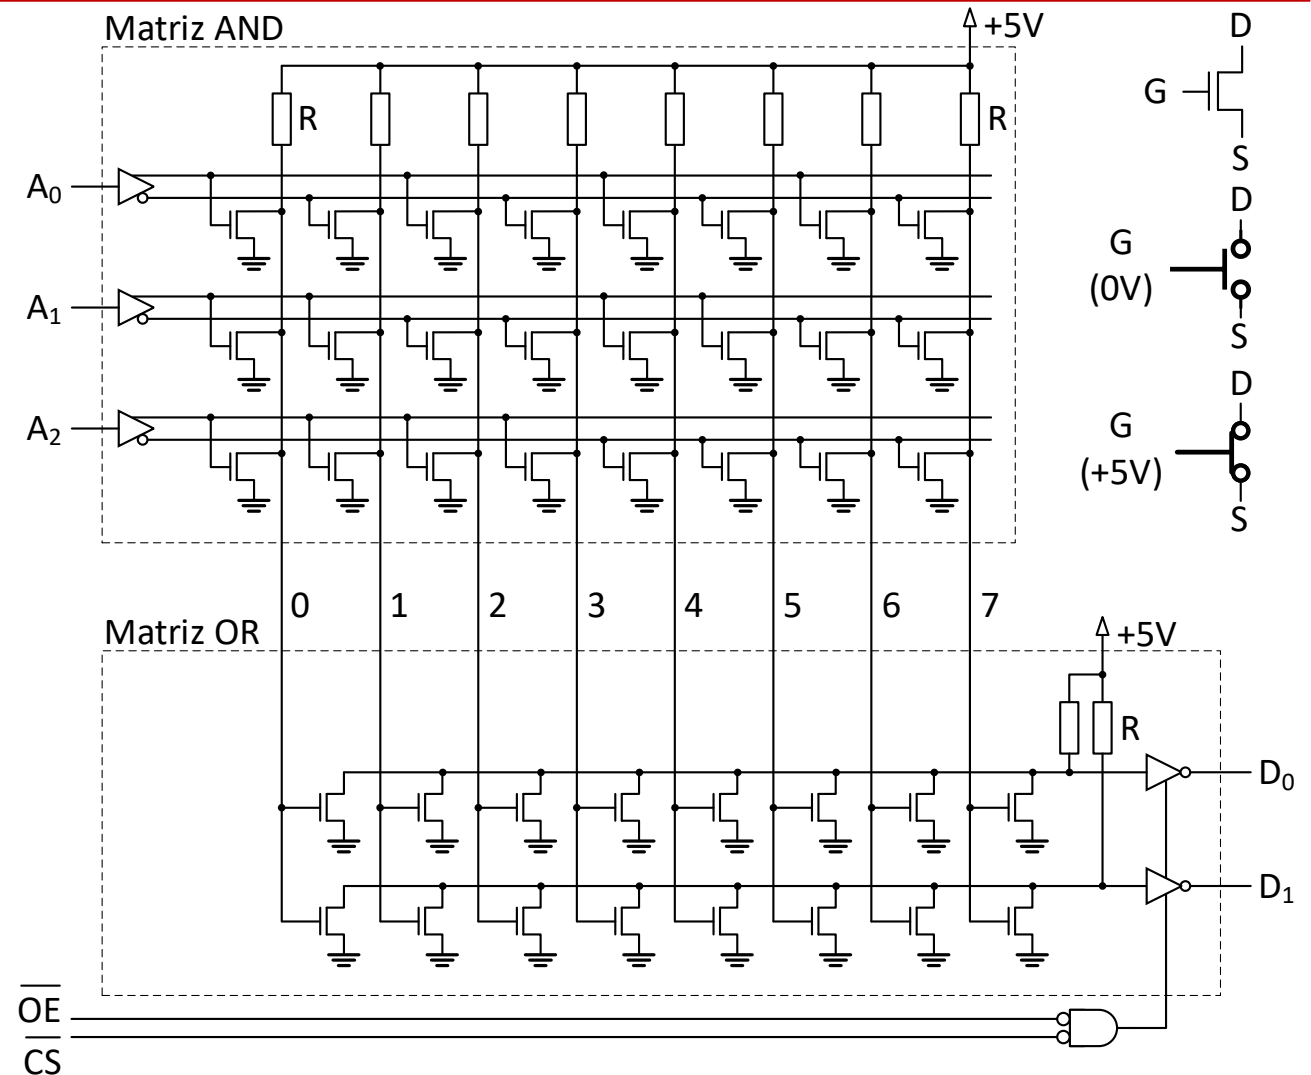 Matriz AND
+5V
R
R
A0
A1
A2
D
G
S
D
G
(0V)
S
D
G
(+5V)
S
0 1 2 3 4 5 6 7
Matriz OR
+5V
R
D0
D1
OE
CS